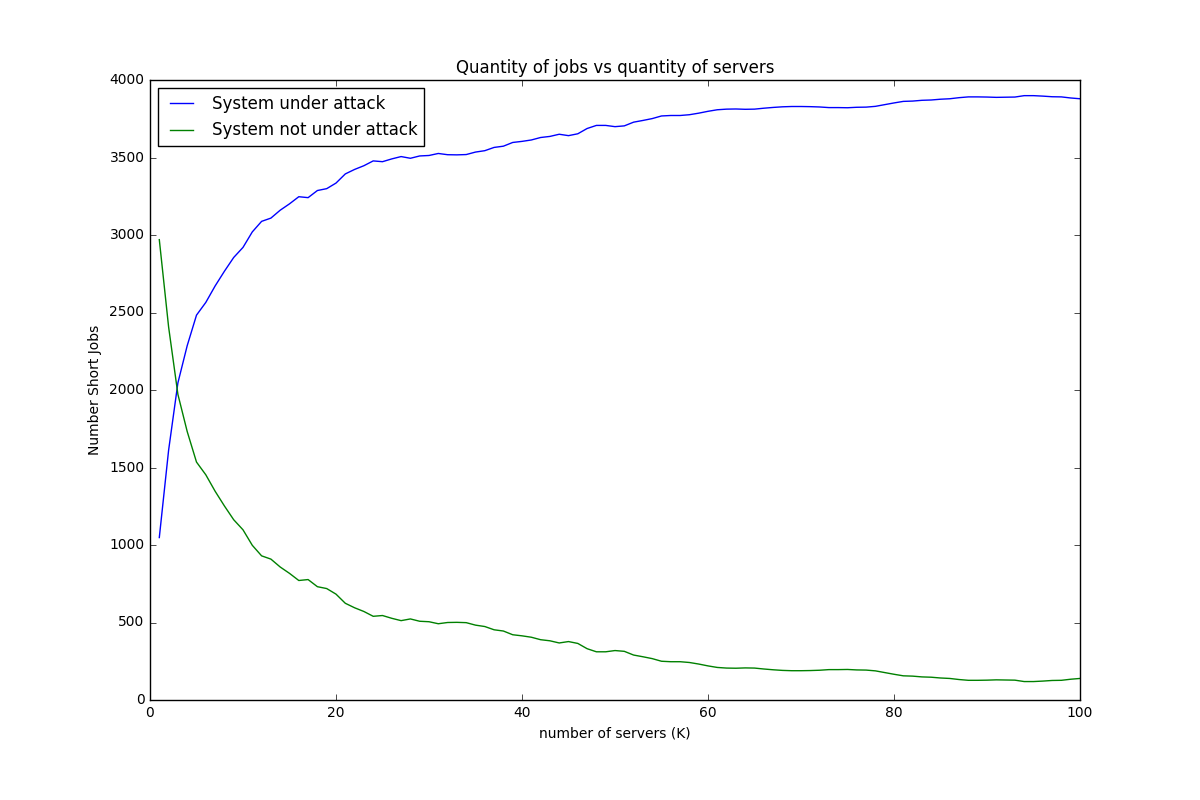 Quantity of jobs vs quantity of servers
4000
3500
3000
2500
2000
1500
1000
500
0
Number Short Jobs
System under attack
System not under attack
0 20 40 60 80 100
number of servers (K)